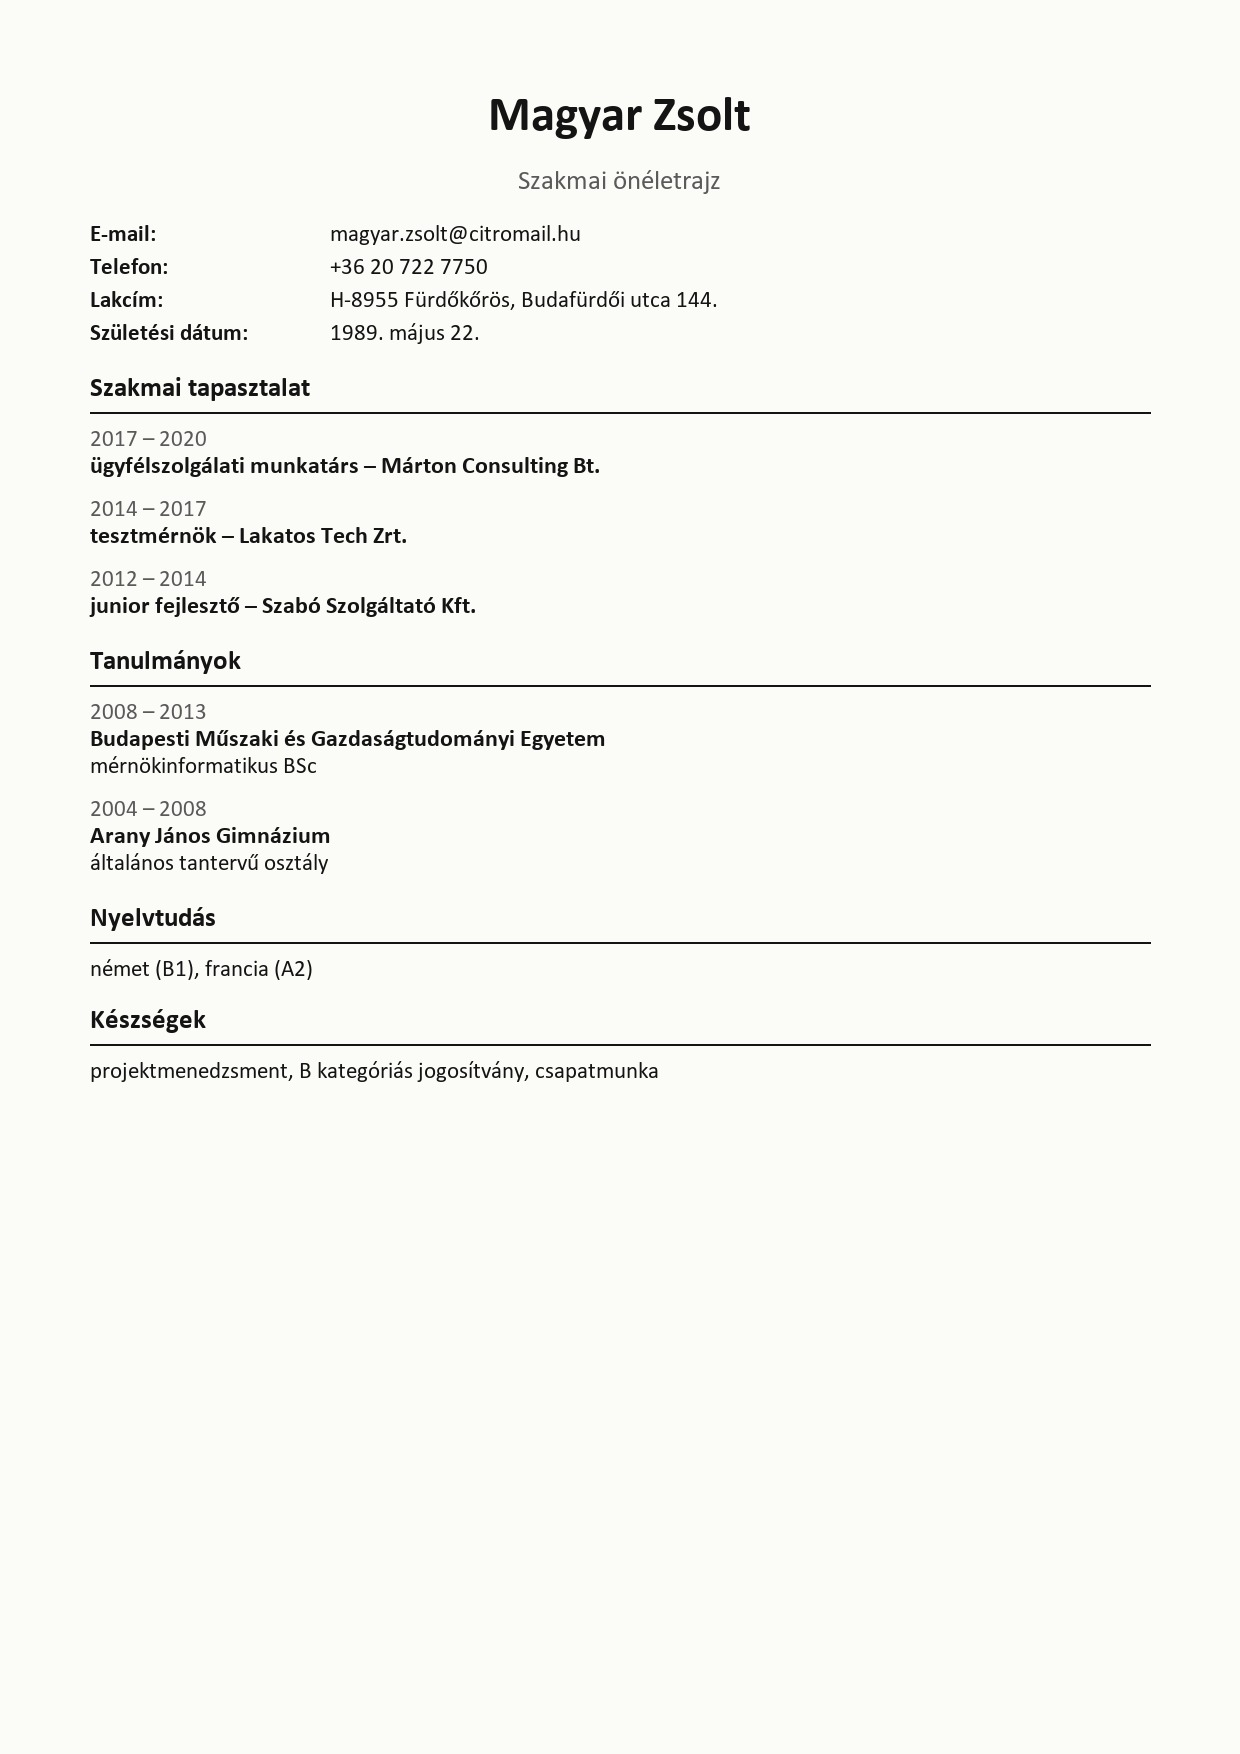 Magyar Zsolt
Szakmai önéletrajz
E-mail: magyar.zsolt@citromail.hu
Telefon: +36 20 722 7750
Lakcím: H-8955 Fürdőkőrös, Budafürdői utca 144.
Születési dátum: 1989. május 22.
Szakmai tapasztalat
2017 – 2020
ügyfélszolgálati munkatárs – Márton Consulting Bt.
2014 – 2017
tesztmérnök – Lakatos Tech Zrt.
2012 – 2014
junior fejlesztő – Szabó Szolgáltató Kft.
Tanulmányok
2008 – 2013
Budapesti Műszaki és Gazdaságtudományi Egyetem
mérnökinformatikus BSc
2004 – 2008
Arany János Gimnázium
általános tantervű osztály
Nyelvtudás
német (B1), francia (A2)
Készségek
projektmenedzsment, B kategóriás jogosítvány, csapatmunka